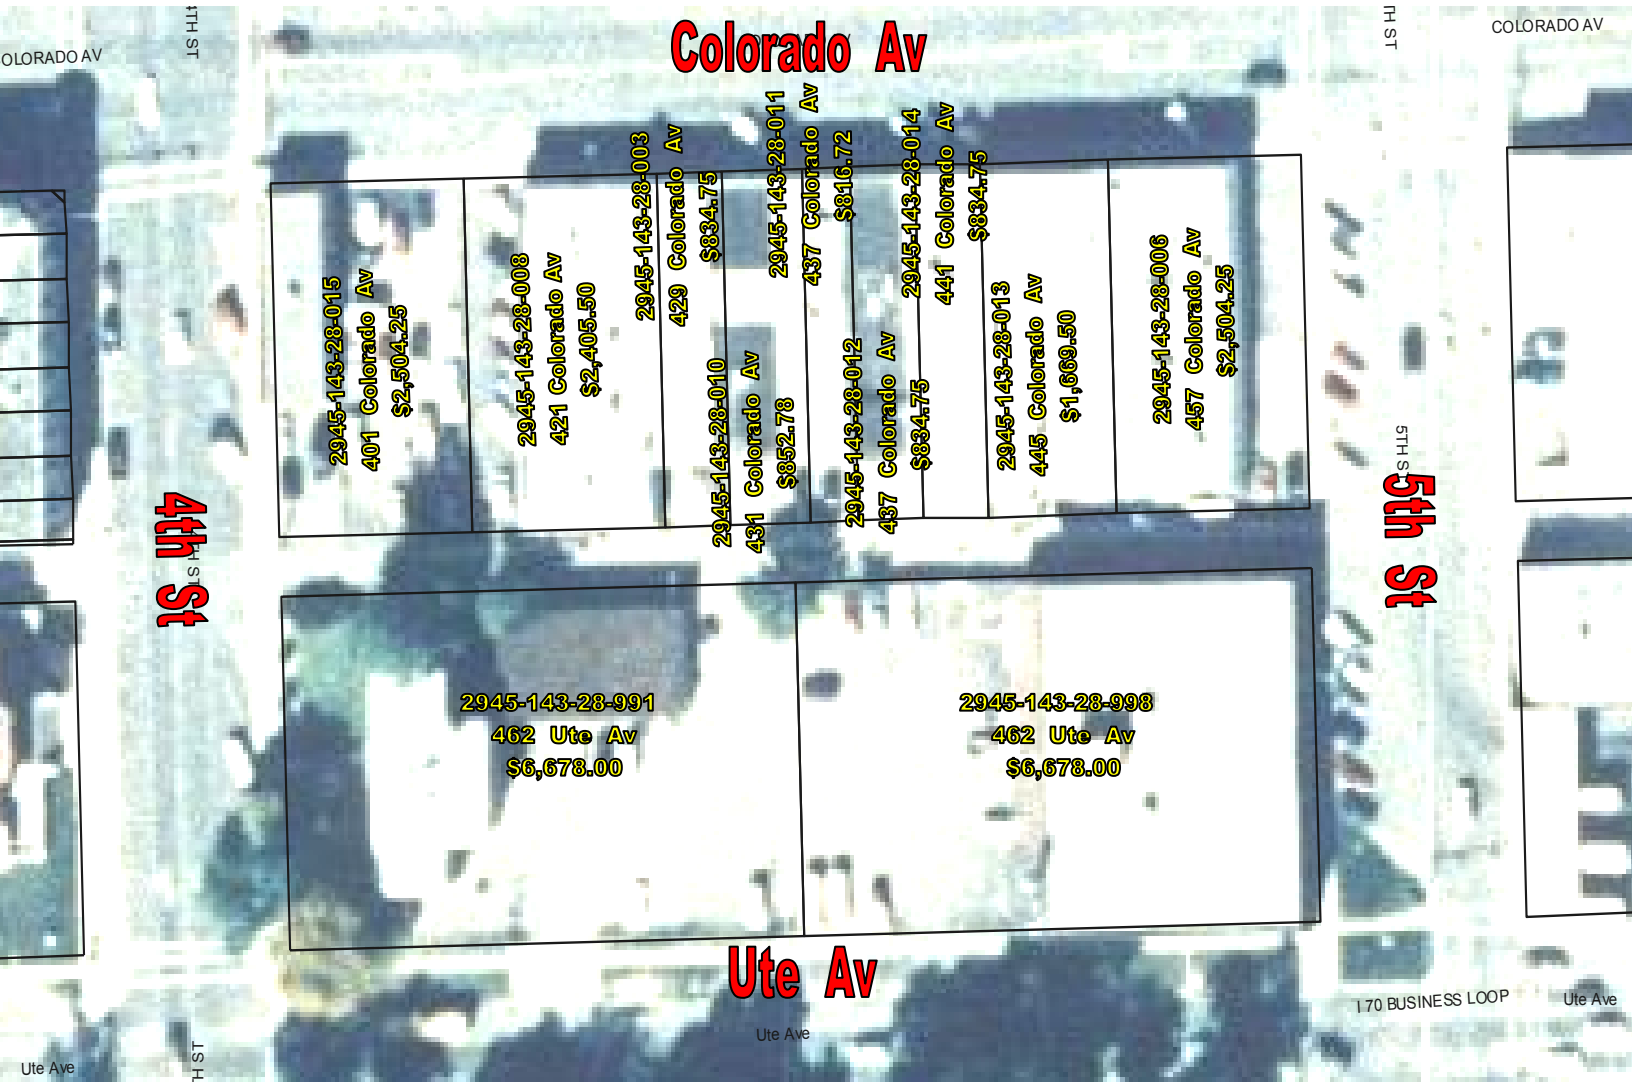 4TH ST
TH ST
COLORADO AV
OLORADO AV
Colorado Av
2945-143-28-015
401 Colorado Av
$2,504.25
2945-143-28-008
421 Colorado Av
$2,405.50
2945-143-28-003
429 Colorado Av
$834.75
2945-143-28-010
431 Colorado Av
$852.78
2945-143-28-011
437 Colorado Av
$816.72
2945-143-28-012
437 Colorado Av
$834.75
2945-143-28-014
441 Colorado Av
$834.75
2945-143-28-013
445 Colorado Av
$1,669.50
2945-143-28-006
457 Colorado Av
$2,504.25
4th St
5TH ST
5th St
2945-143-28-991
462 Ute Av
$6,678.00
2945-143-28-998
462 Ute Av
$6,678.00
Ute Av
I 70 BUSINESS LOOP
Ute Ave
Ute Ave
Ute Ave
H ST